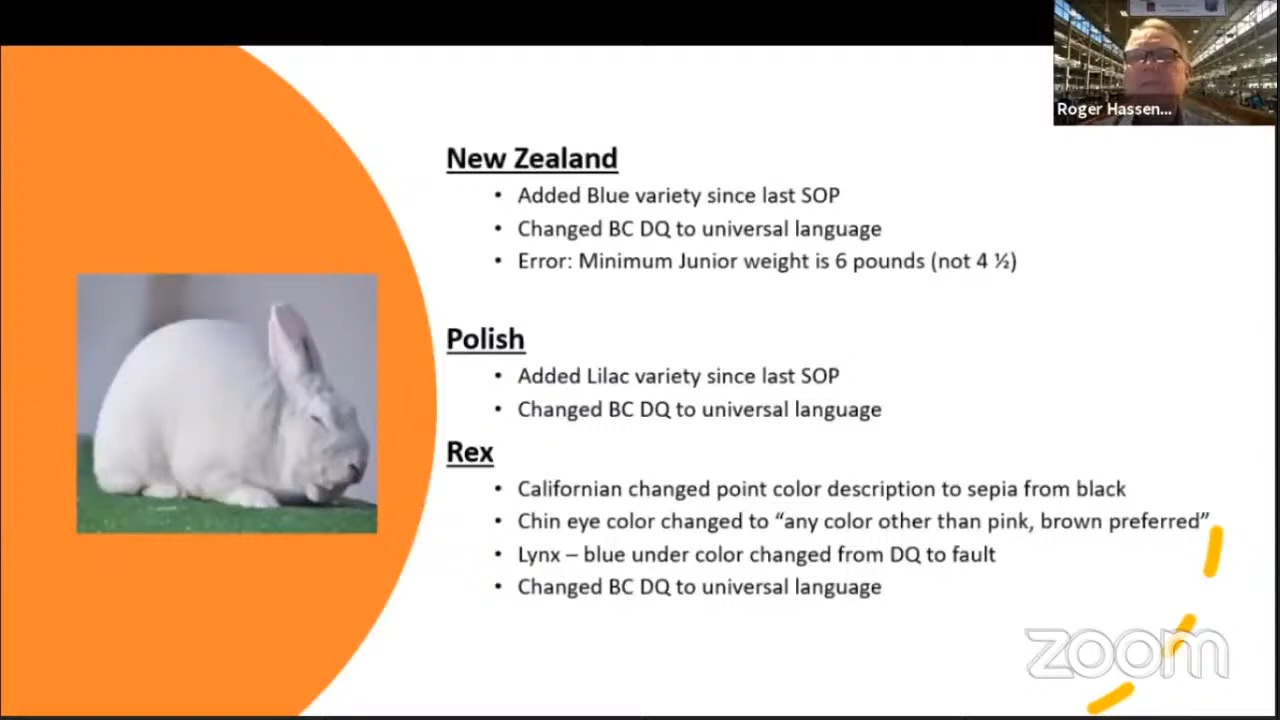 Roger Hassen...
New Zealand
• Added Blue variety since last SOP
• Changed BC DQ to universal language
• Error: Minimum Junior weight is 6 pounds (not 4 ½)
Polish
• Added Lilac variety since last SOP
• Changed BC DQ to universal language
Rex
• Californian changed point color description to sepia from black
• Chin eye color changed to “any color other than pink, brown preferred”
• Lynx – blue under color changed from DQ to fault
• Changed BC DQ to universal language
zoom